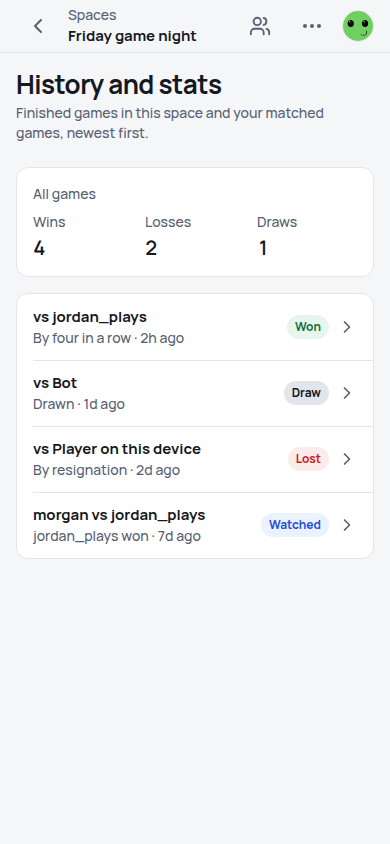 Spaces
Friday game night
History and stats
Finished games in this space and your matched
games, newest first.
All games
Wins
Losses
Draws
4
2
1
vs jordan_plays
By four in a row · 2h ago
Won
vs Bot
Drawn · 1d ago
Draw
vs Player on this device
By resignation · 2d ago
Lost
morgan vs jordan_plays
jordan_plays won · 7d ago
Watched